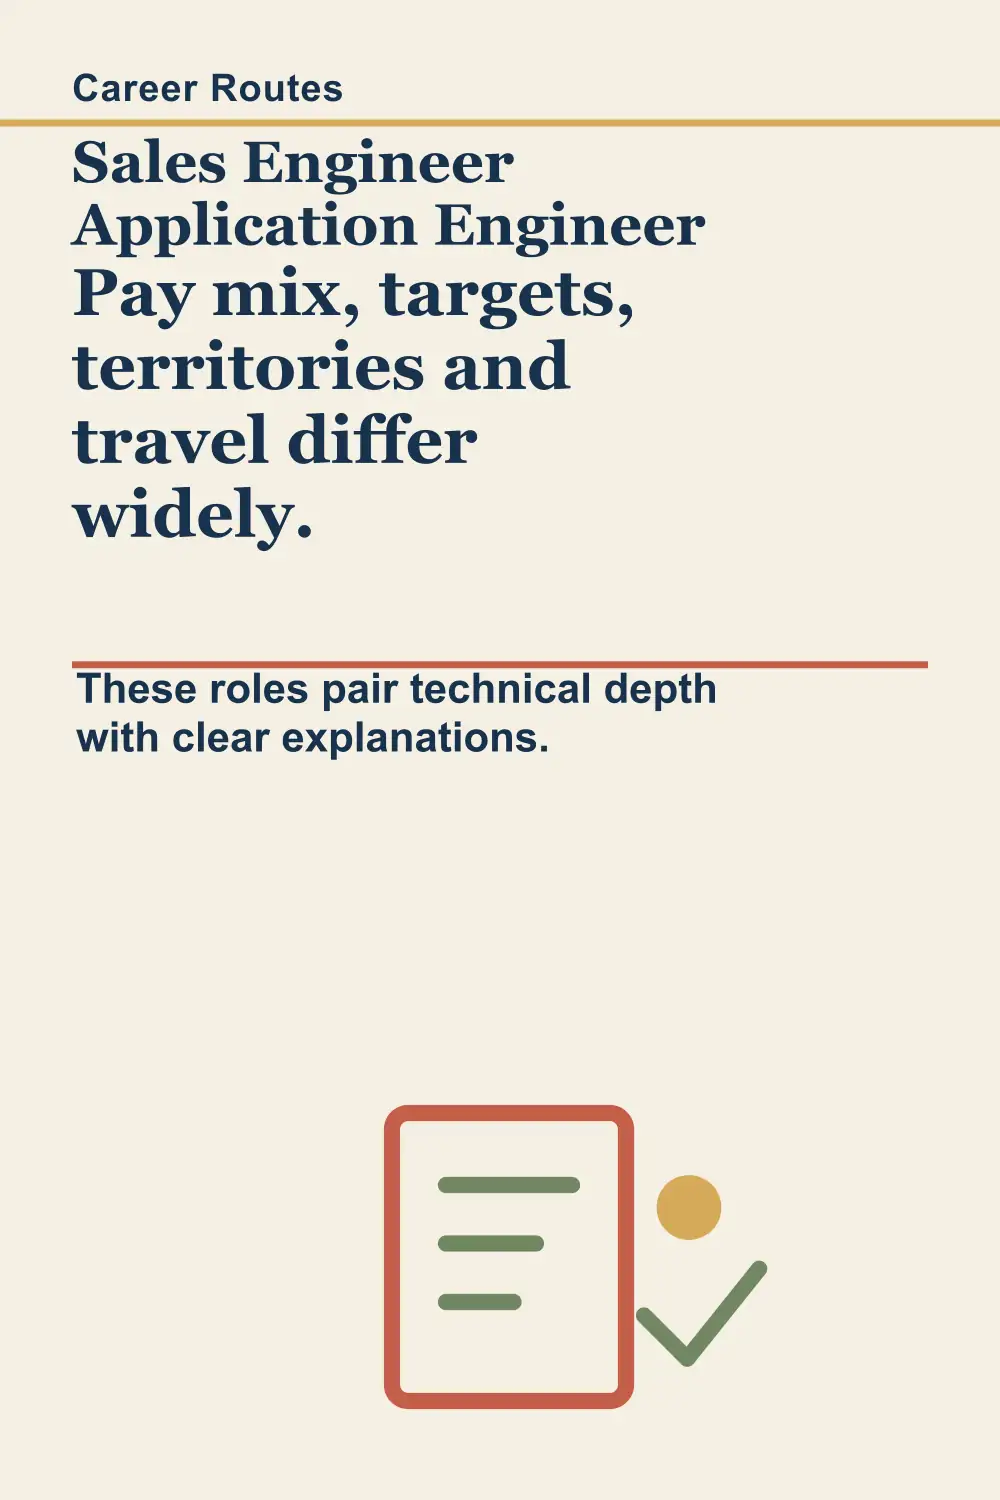 Career Routes
Sales Engineer
Application Engineer
Pay mix, targets,
territories and
travel differ
widely.
These roles pair technical depth
with clear explanations.